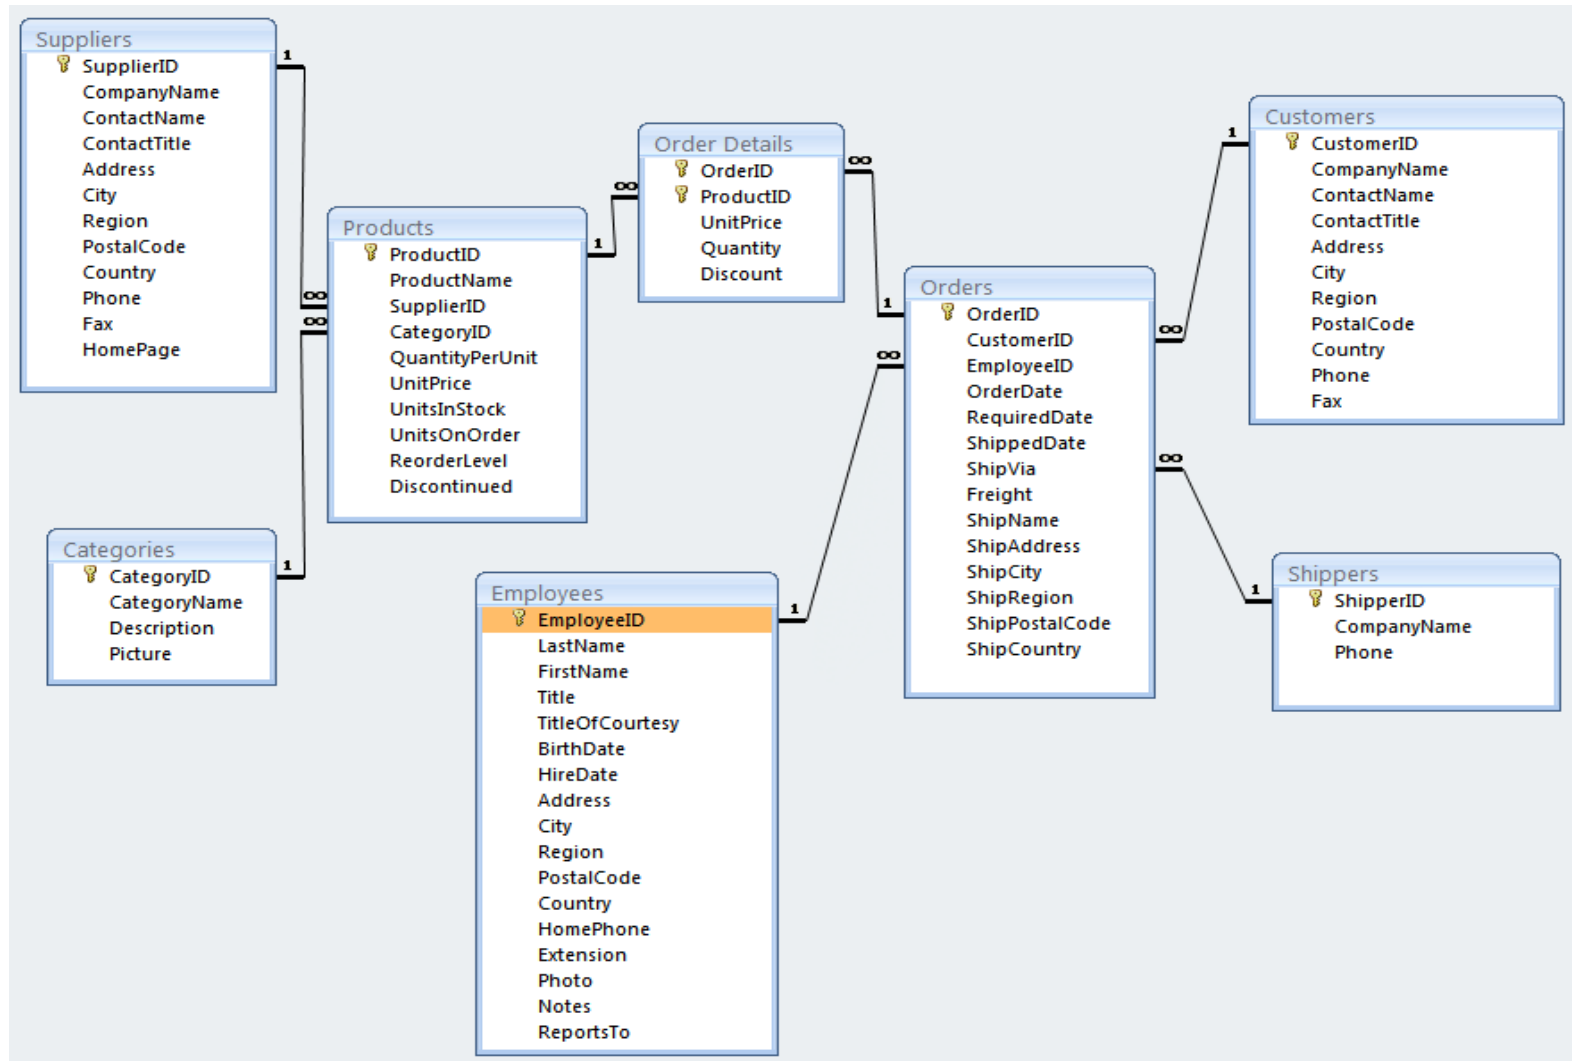 Suppliers
SupplierID
CompanyName
ContactName
ContactTitle
Address
City
Region
PostalCode
Country
Phone
Fax
HomePage
1
∞
∞
Categories
CategoryID
CategoryName
Description
Picture
1
Products
ProductID
ProductName
SupplierID
CategoryID
QuantityPerUnit
UnitPrice
UnitsInStock
UnitsOnOrder
ReorderLevel
Discontinued
1
∞
Order Details
OrderID
ProductID
UnitPrice
Quantity
Discount
∞
1
∞
Employees
EmployeeID
LastName
FirstName
Title
TitleOfCourtesy
BirthDate
HireDate
Address
City
Region
PostalCode
Country
HomePhone
Extension
Photo
Notes
ReportsTo
1
Orders
OrderID
CustomerID
EmployeeID
OrderDate
RequiredDate
ShippedDate
ShipVia
Freight
ShipName
ShipAddress
ShipCity
ShipRegion
ShipPostalCode
ShipCountry
∞
∞
1
Customers
CustomerID
CompanyName
ContactName
ContactTitle
Address
City
Region
PostalCode
Country
Phone
Fax
1
Shippers
ShipperID
CompanyName
Phone